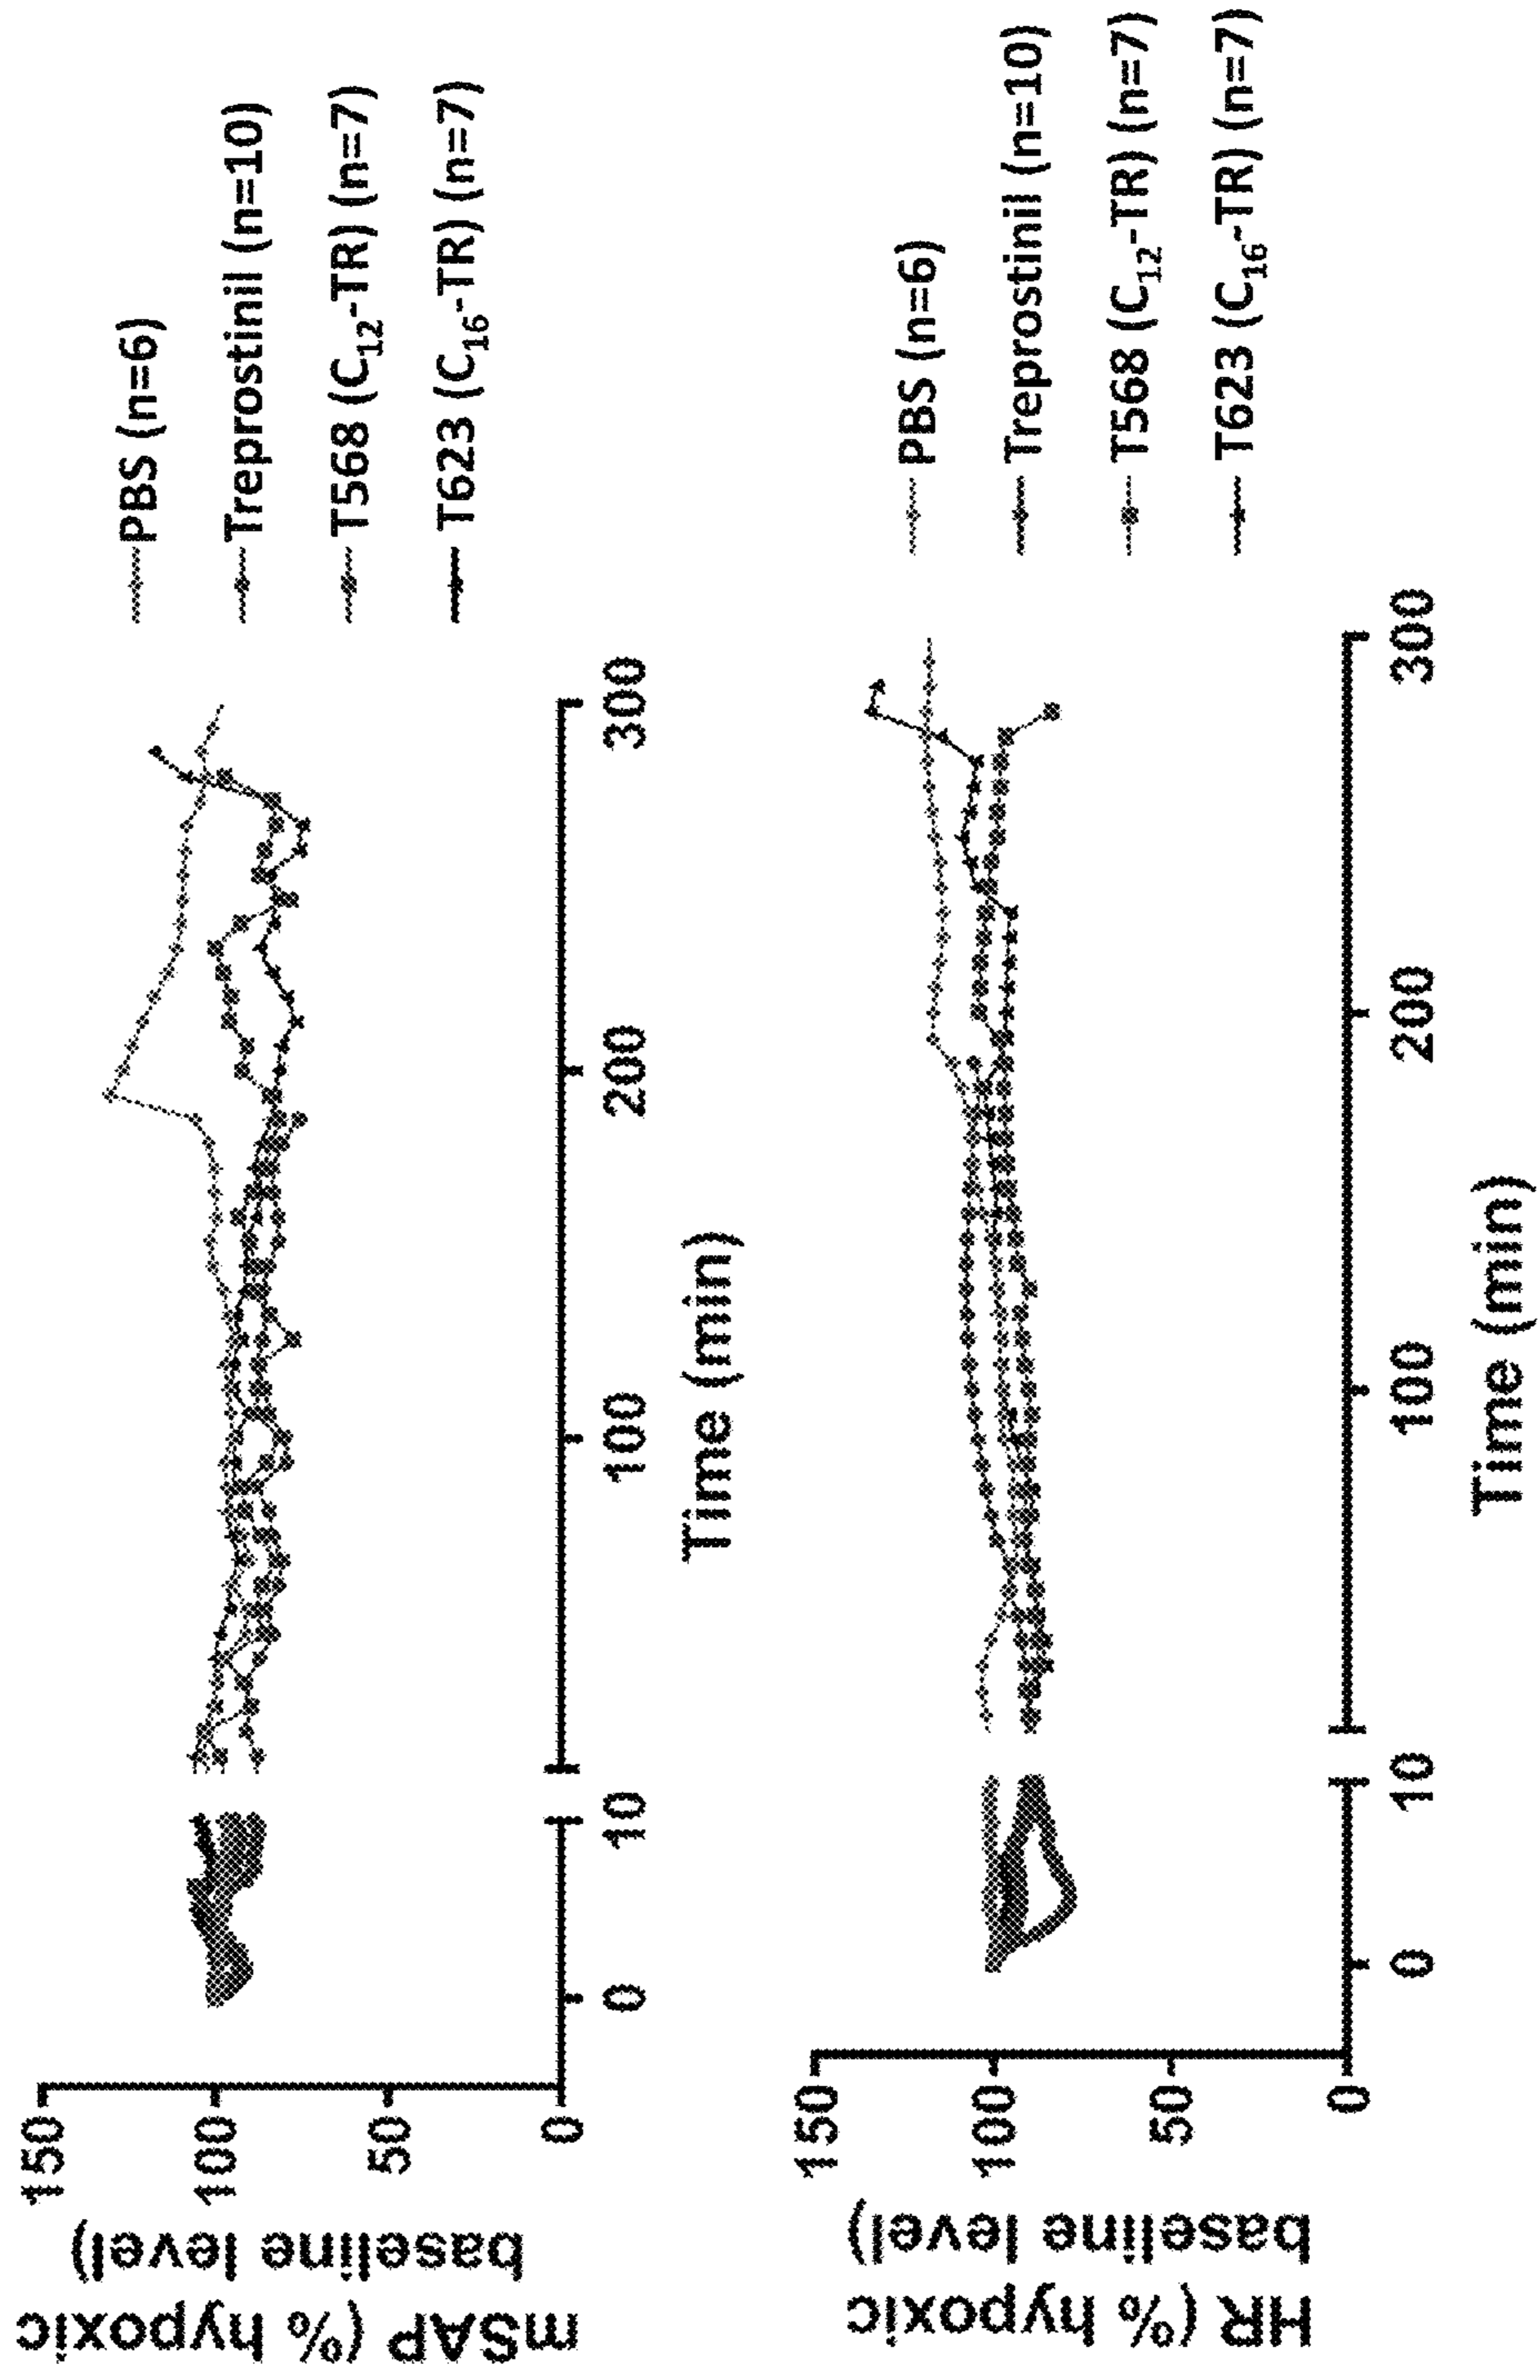 mSAP (% hypoxic
baseline level)
150
100
50
0
0
10
100
200
300
Time (min)
PBS (n=6)
Treprostinil (n=10)
T568 (C₁₂-TR) (n=7)
T623 (C₁₆-TR) (n=7)
HR (% hypoxic
baseline level)
150
100
50
0
0
10
100
200
300
Time (min)
PBS (n=6)
Treprostinil (n=10)
T568 (C₁₂-TR) (n=7)
T623 (C₁₆-TR) (n=7)